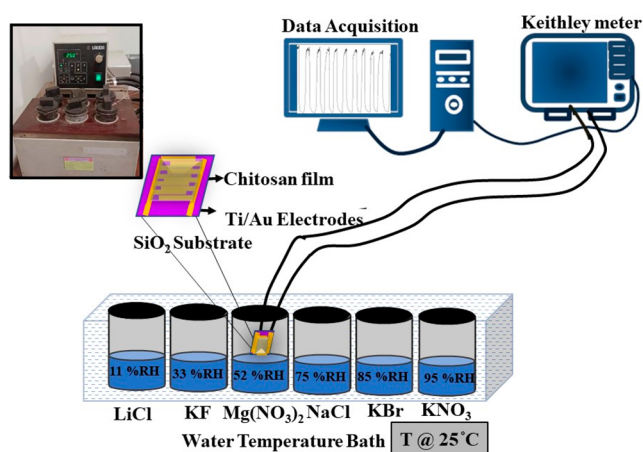 Data Acquisition
Keithley meter
Chitosan film
Ti/Au Electrodes
SiO₂ Substrate
11 %RH
33 %RH
52 %RH
75 %RH
85 %RH
95 %RH
LiCl
KF
Mg(NO₃)₂
NaCl
KBr
KNO₃
Water Temperature Bath
T @ 25°C